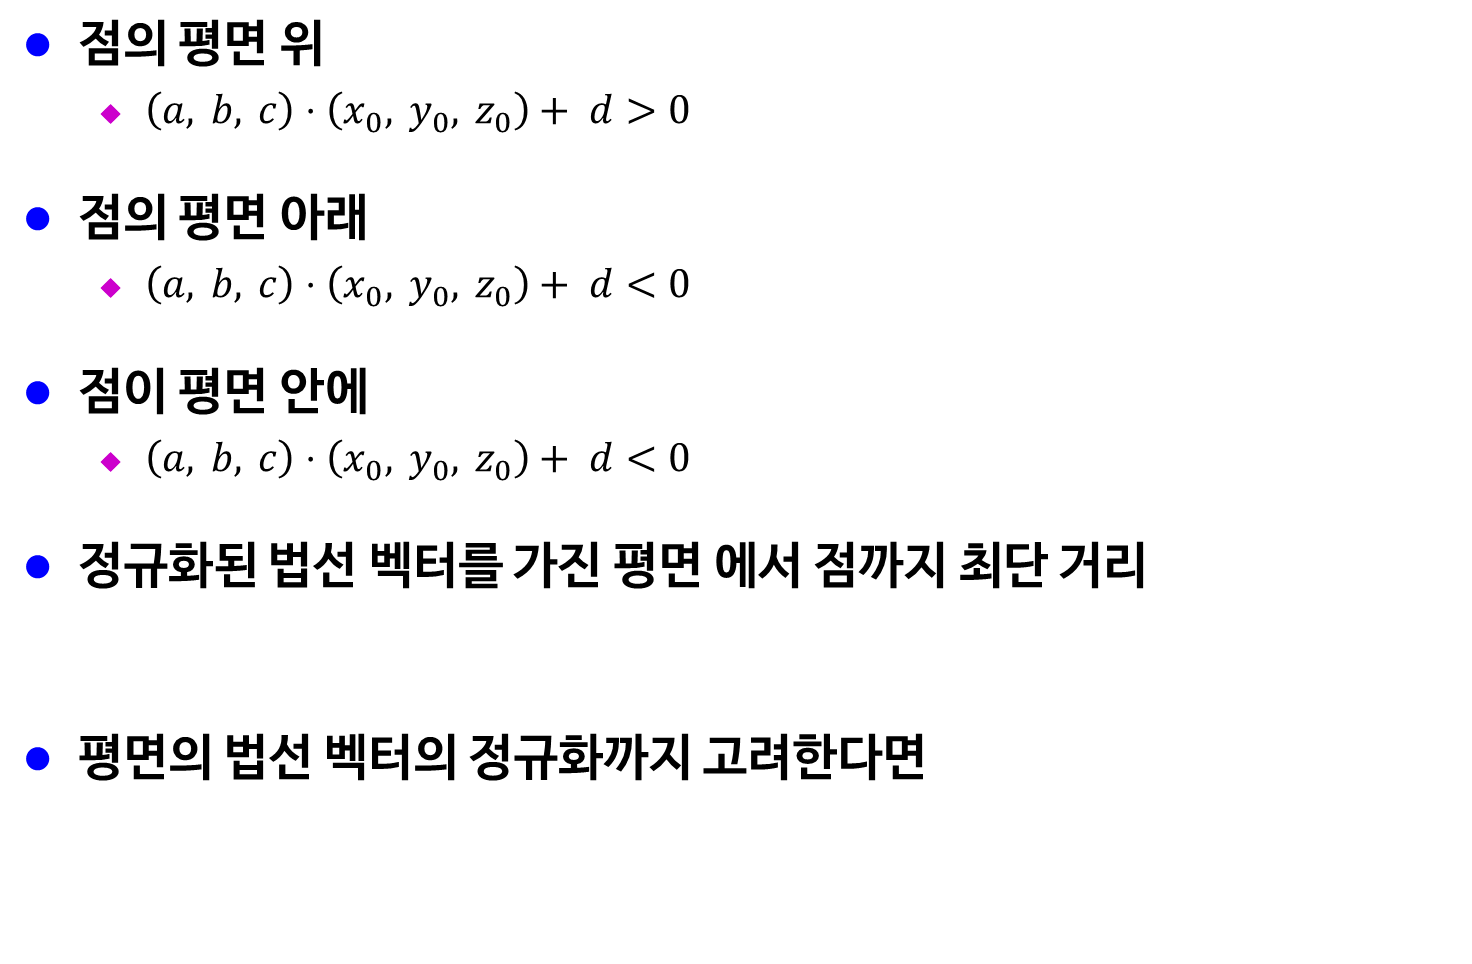 ● 점의 평면 위
◆ (a, b, c) · (x₀, y₀, z₀) + d > 0
● 점의 평면 아래
◆ (a, b, c) · (x₀, y₀, z₀) + d < 0
● 점이 평면 안에
◆ (a, b, c) · (x₀, y₀, z₀) + d < 0
● 정규화된 법선 벡터를 가진 평면 에서 점까지 최단 거리
● 평면의 법선 벡터의 정규화까지 고려한다면